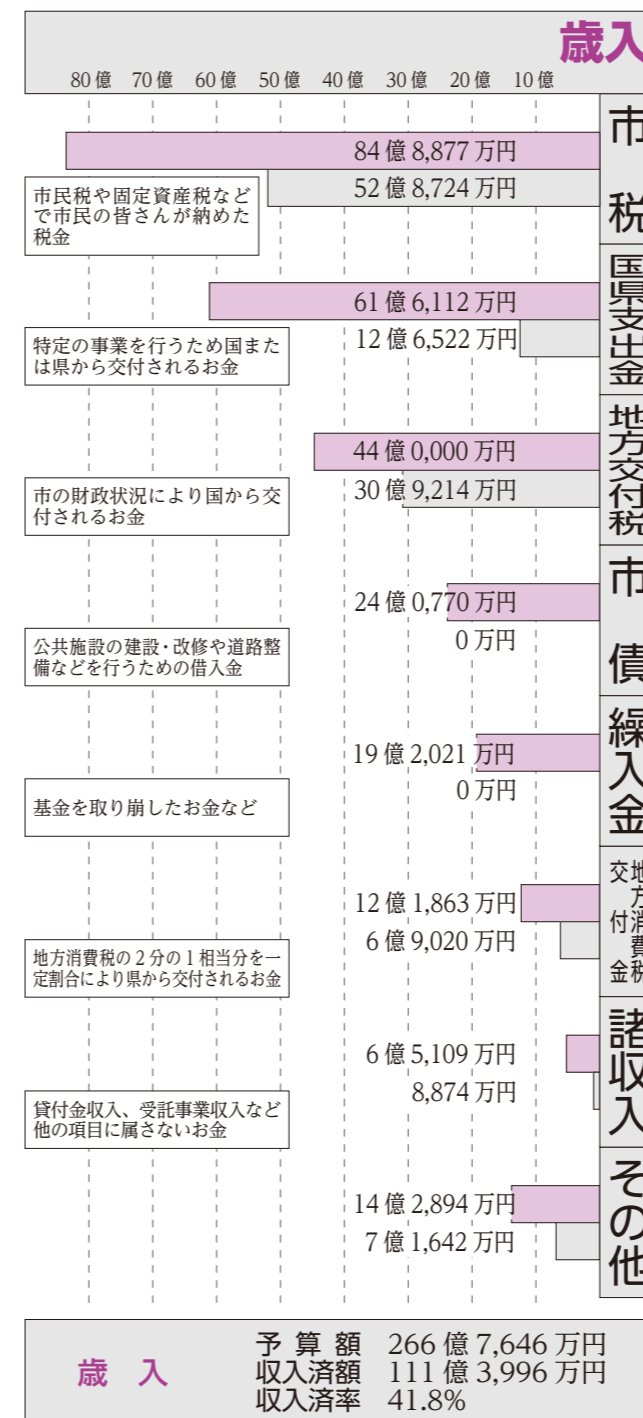 歳入
80億 70億 60億 50億 40億 30億 20億 10億
市税
84億8,877万円
52億8,724万円
市民税や固定資産税など
で市民の皆さんが納めた
税金
国県支出金
61億6,112万円
12億6,522万円
特定の事業を行うため国また
は県から交付されるお金
地方交付税
44億0,000万円
30億9,214万円
市の財政状況により国から交
付されるお金
市債
24億0,770万円
0万円
公共施設の建設・改修や道路整
備などを行うための借入金
繰入金
19億2,021万円
0万円
基金を取り崩したお金など
地方消費税
交付金
12億1,863万円
6億9,020万円
地方消費税の2分の1相当分を一
定割合により県から交付されるお金
諸収入
6億5,109万円
8,874万円
貸付金収入、受託事業収入など
他の項目に属さないお金
その他
14億2,894万円
7億1,642万円
歳入
予算額 266億7,646万円
収入済額 111億3,996万円
収入済率 41.8%